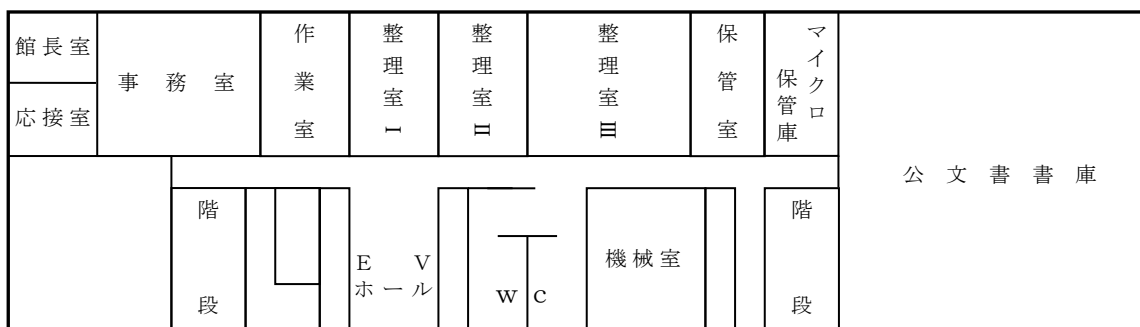 館長室
応接室
事務室
作業室
整理室Ⅰ
整理室Ⅱ
整理室Ⅲ
保管室
マイクロ
保管庫
公文書書庫
階段
ＥＶ
ホール
ｗｃ
機械室
階段